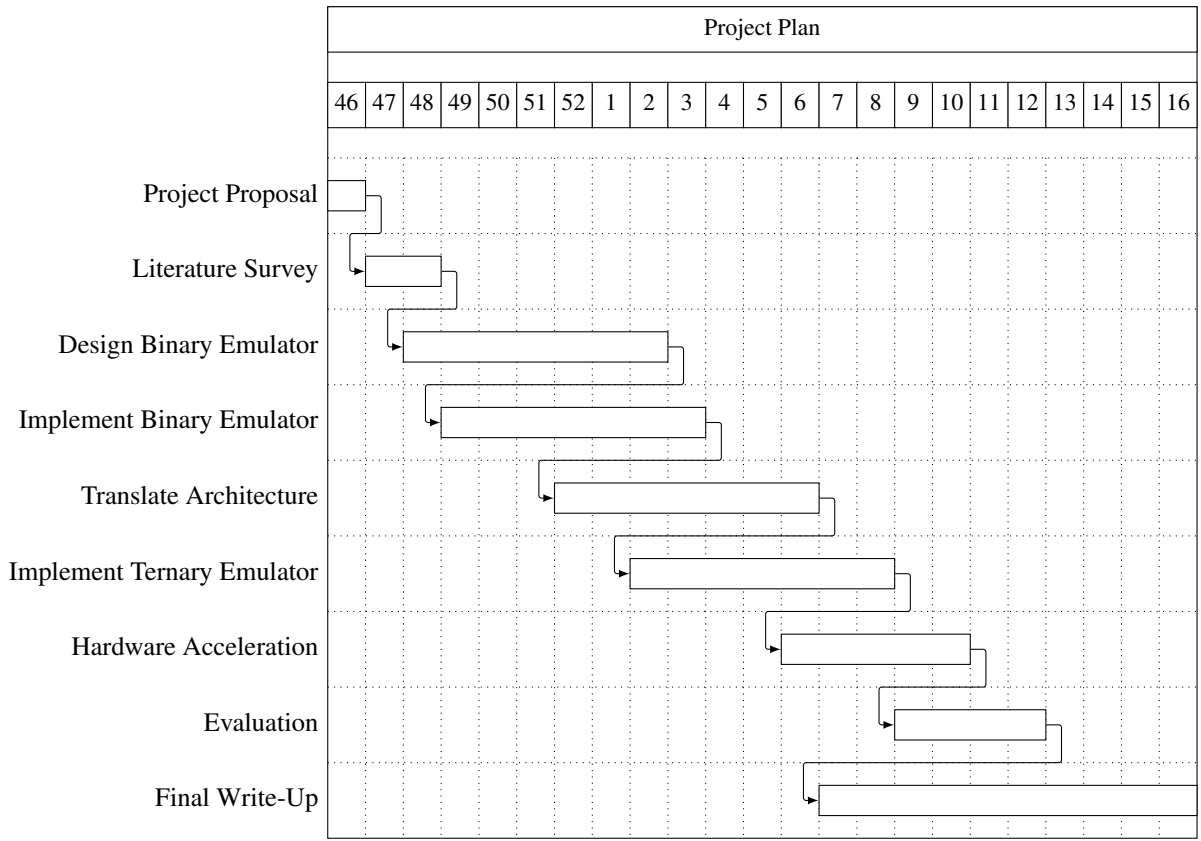 Project Plan
46 47 48 49 50 51 52 1 2 3 4 5 6 7 8 9 10 11 12 13 14 15 16
Project Proposal
Literature Survey
Design Binary Emulator
Implement Binary Emulator
Translate Architecture
Implement Ternary Emulator
Hardware Acceleration
Evaluation
Final Write-Up